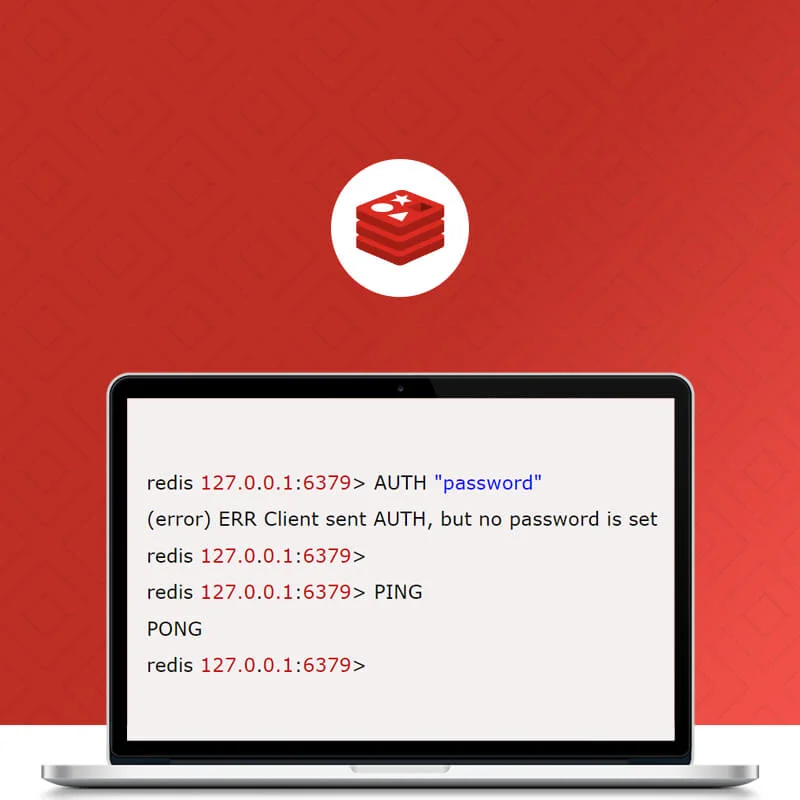 redis 127.0.0.1:6379> AUTH "password"
(error) ERR Client sent AUTH, but no password is set
redis 127.0.0.1:6379>
redis 127.0.0.1:6379> PING
PONG
redis 127.0.0.1:6379>